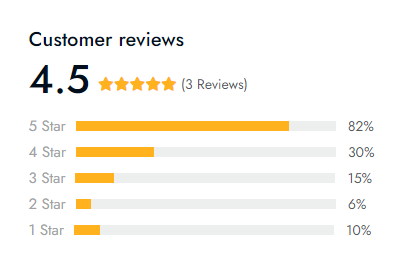 Customer reviews
4.5 (3 Reviews)
5 Star 82%
4 Star 30%
3 Star 15%
2 Star 6%
1 Star 10%